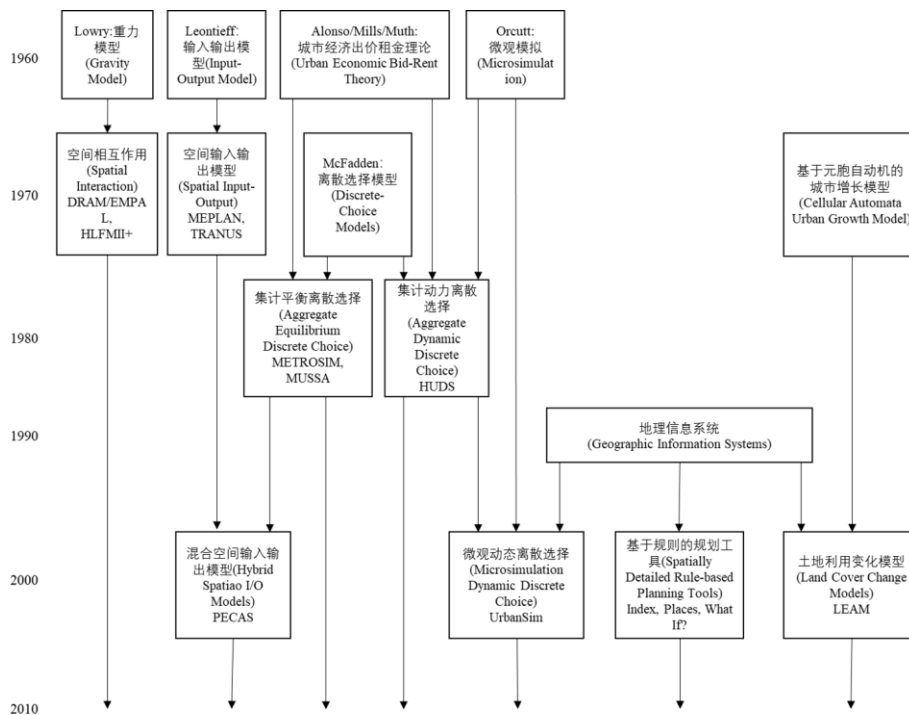 1960
Lowry:重力
模型
(Gravity
Model)
Leontieff:
输入输出模
型(Input-
Output Model)
Alonso/Mills/Muth:
城市经济出价租金理论
(Urban Economic Bid-Rent
Theory)
Orcutt:
微观模拟
(Microsimula
tion)
1970
空间相互作用
(Spatial
Interaction)
DRAM/EMPA
L,
HLFMII+
空间输入输
出模型
(Spatial Input-
Output)
MEPLAN,
TRANUS
McFadden:
离散选择模型
(Discrete-
Choice
Models)
基于元胞自动机的
城市增长模型
(Cellular Automata
Urban Growth Model)
1980
集计平衡离散选择
(Aggregate
Equilibrium
Discrete Choice)
METROSIM,
MUSSA
集计动力离散
选择
(Aggregate
Dynamic
Discrete
Choice)
HUDS
1990
地理信息系统
(Geographic Information Systems)
2000
混合空间输入输
出模型(Hybrid
Spatiao I/O
Models)
PECAS
微观动态离散选择
(Microsimulation
Dynamic Discrete
Choice)
UrbanSim
基于规则的规划工
具(Spatially
Detailed Rule-based
Planning Tools)
Index, Places, What
If?
土地利用变化模型
(Land Cover Change
Models)
LEAM
2010